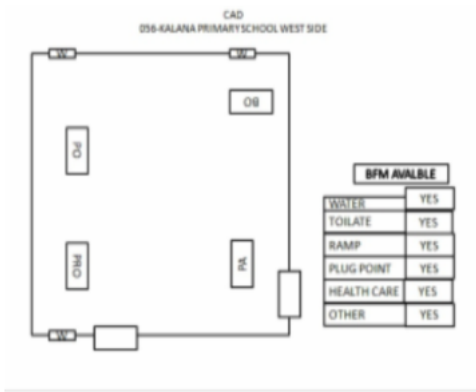 CAD
056-KALANA PRIMARY SCHOOL WEST SIDE
W
W
BO
PO
PRO
PA
W
BFM AVALBLE
WATER YES
TOILATE YES
RAMP YES
PLUG POINT YES
HEALTH CARE YES
OTHER YES